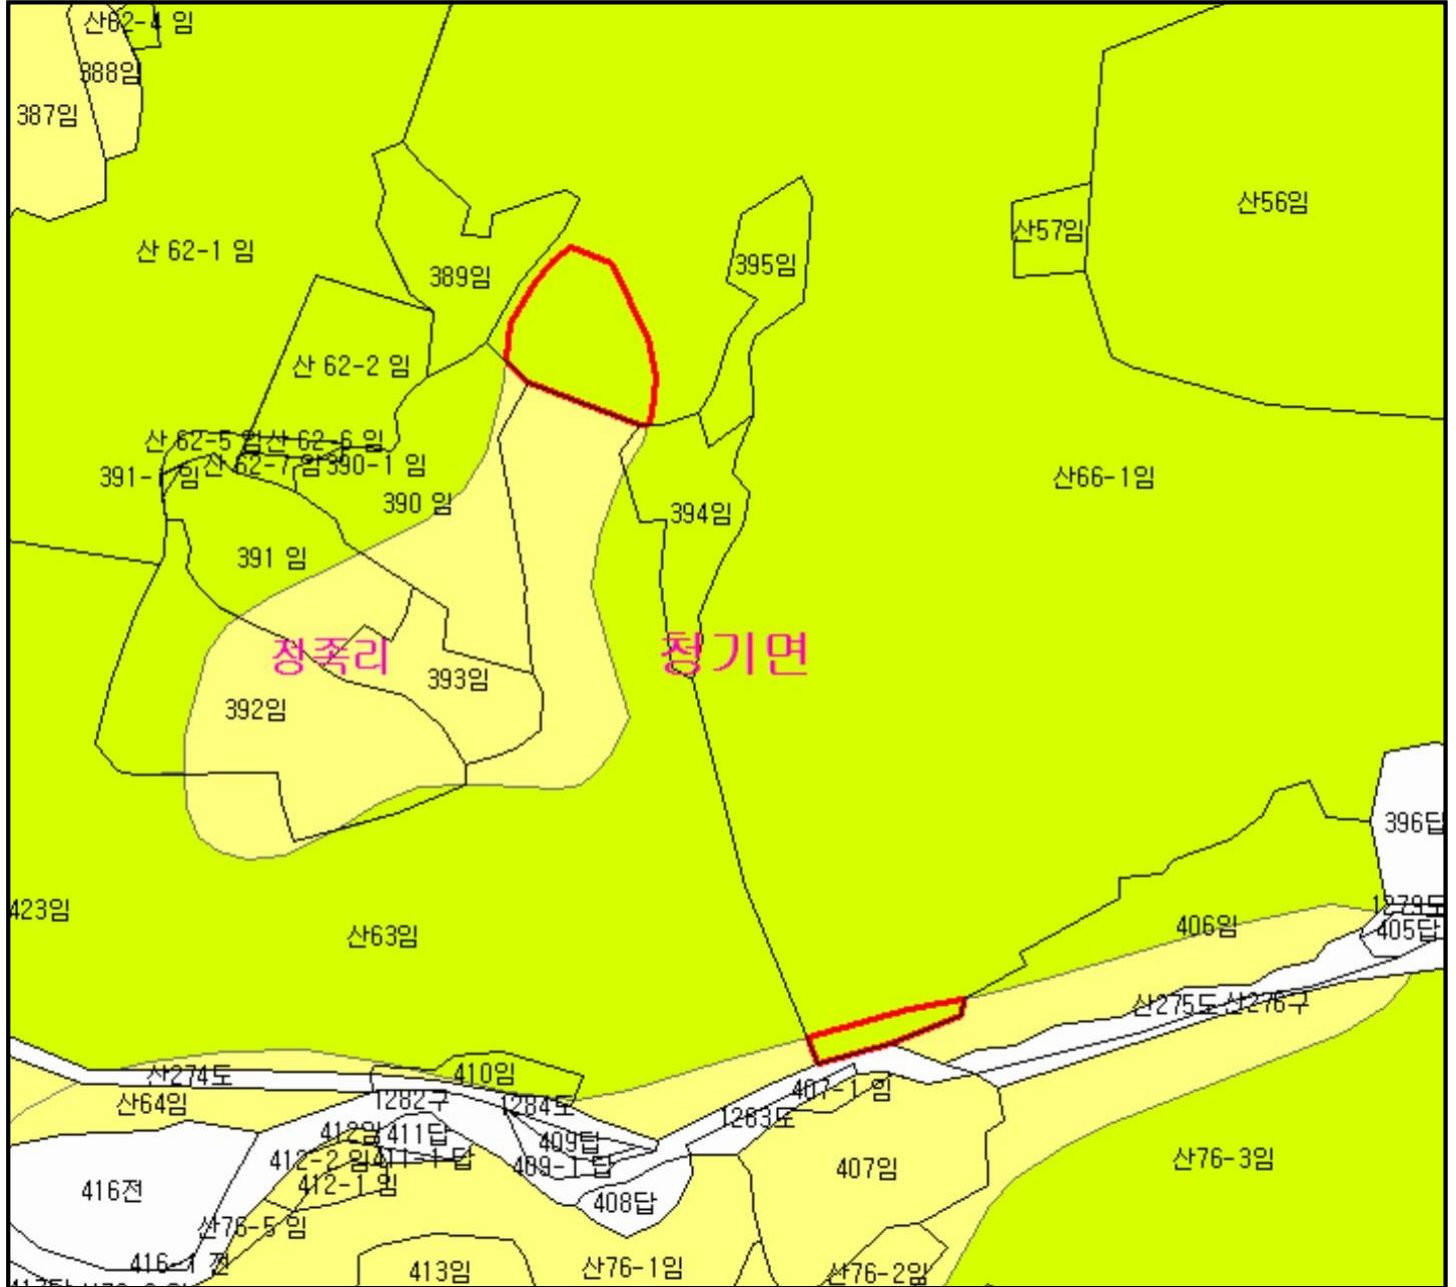 산62-4 임
388임
387임
산56임
산57임
산 62-1 임
395임
389임
산 62-2 임
산 62-5 임
산 62-6 임
산 62-7 임
390-1 임
산66-1임
390 임
394임
391 임
청기면
393임
392임
396답
1279도
423임
406임
405답
산63임
산275도
산276구
410임
산274도
407-1 임
산64임
1282구
1284도
1283도
412임
411답
409답
412-2 임
411-1 답
409-1 답
407임
산76-3임
416전
412-1 임
408답
산76-5 임
416-1 전
413임
산76-1임
산76-2임